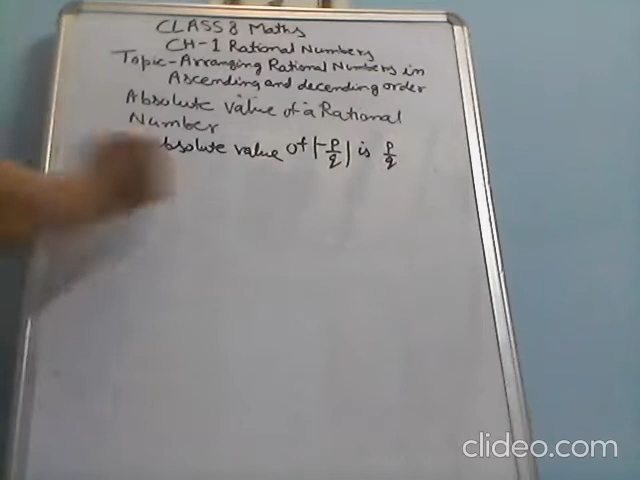 CLASS 8 Maths
CH-1 Rational Numbers
Topic-Arranging Rational Numbers in
Ascending and decending order
Absolute value of a Rational
Number
bsolute value of |-p/q| is p/q
clideo.com